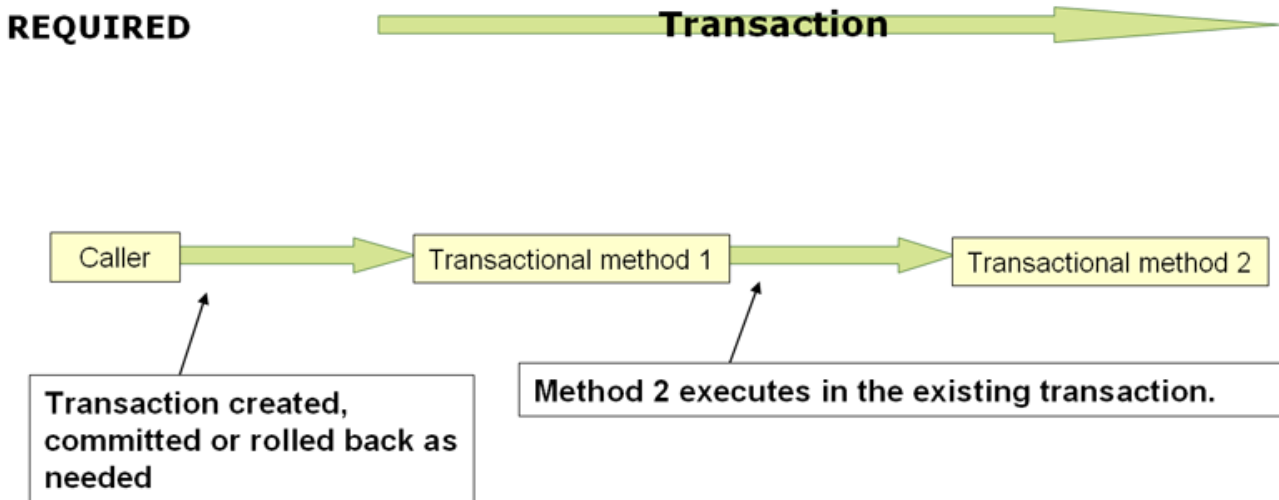 REQUIRED
Transaction
Caller
Transactional method 1
Transactional method 2
Transaction created,
committed or rolled back as
needed
Method 2 executes in the existing transaction.